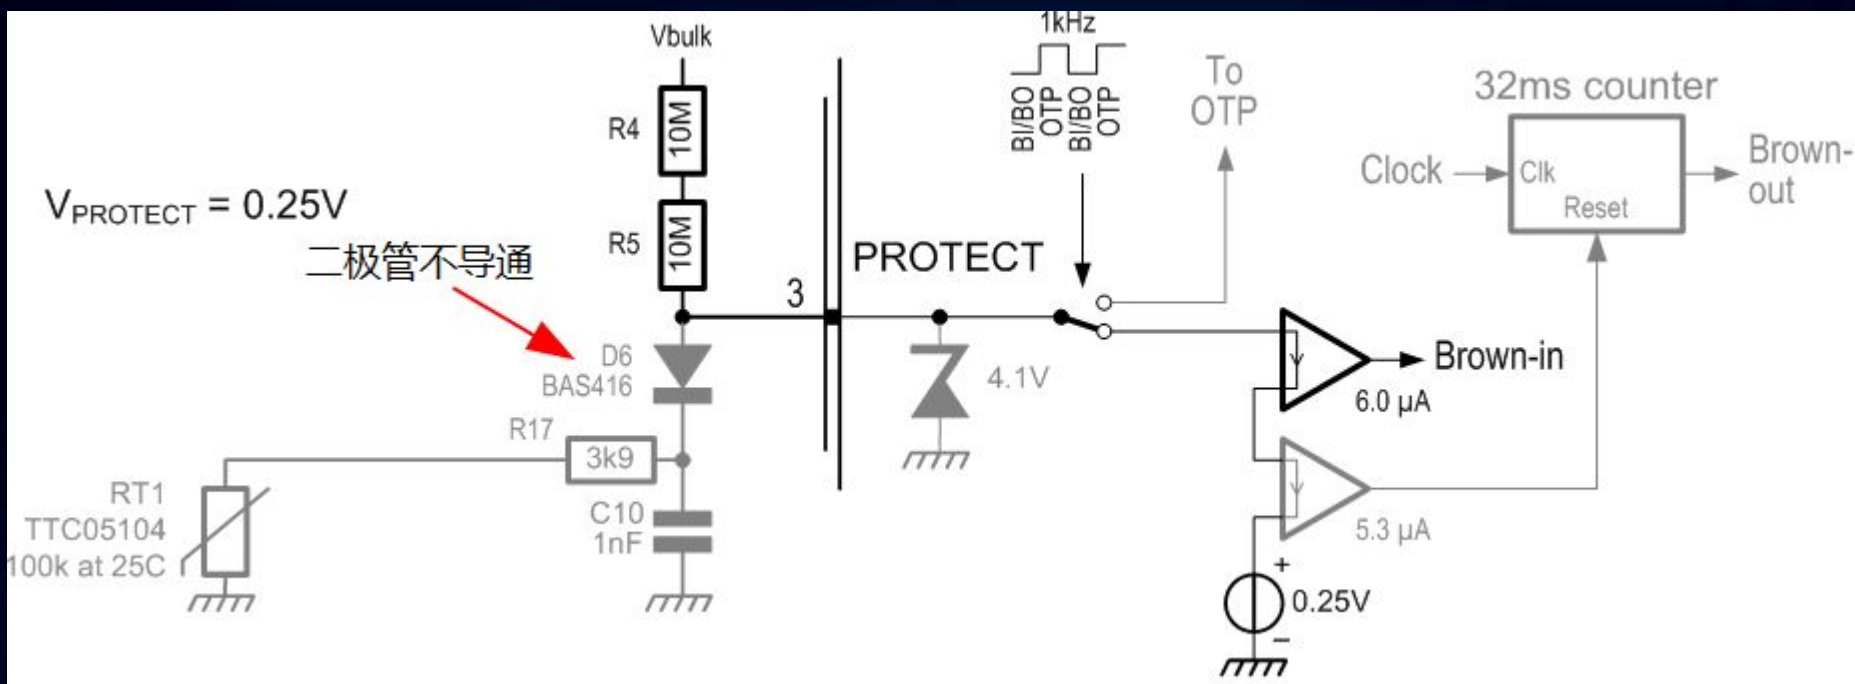 Vbulk
1kHz
BI/BO
OTP
BI/BO
OTP
To
OTP
32ms counter
R4
10M
Clock
Clk
Reset
Brown-
out
V_PROTECT = 0.25V
二极管不导通
R5
10M
3
PROTECT
D6
BAS416
4.1V
Brown-in
6.0 µA
R17
3k9
RT1
TTC05104
100k at 25C
C10
1nF
5.3 µA
+
0.25V
−